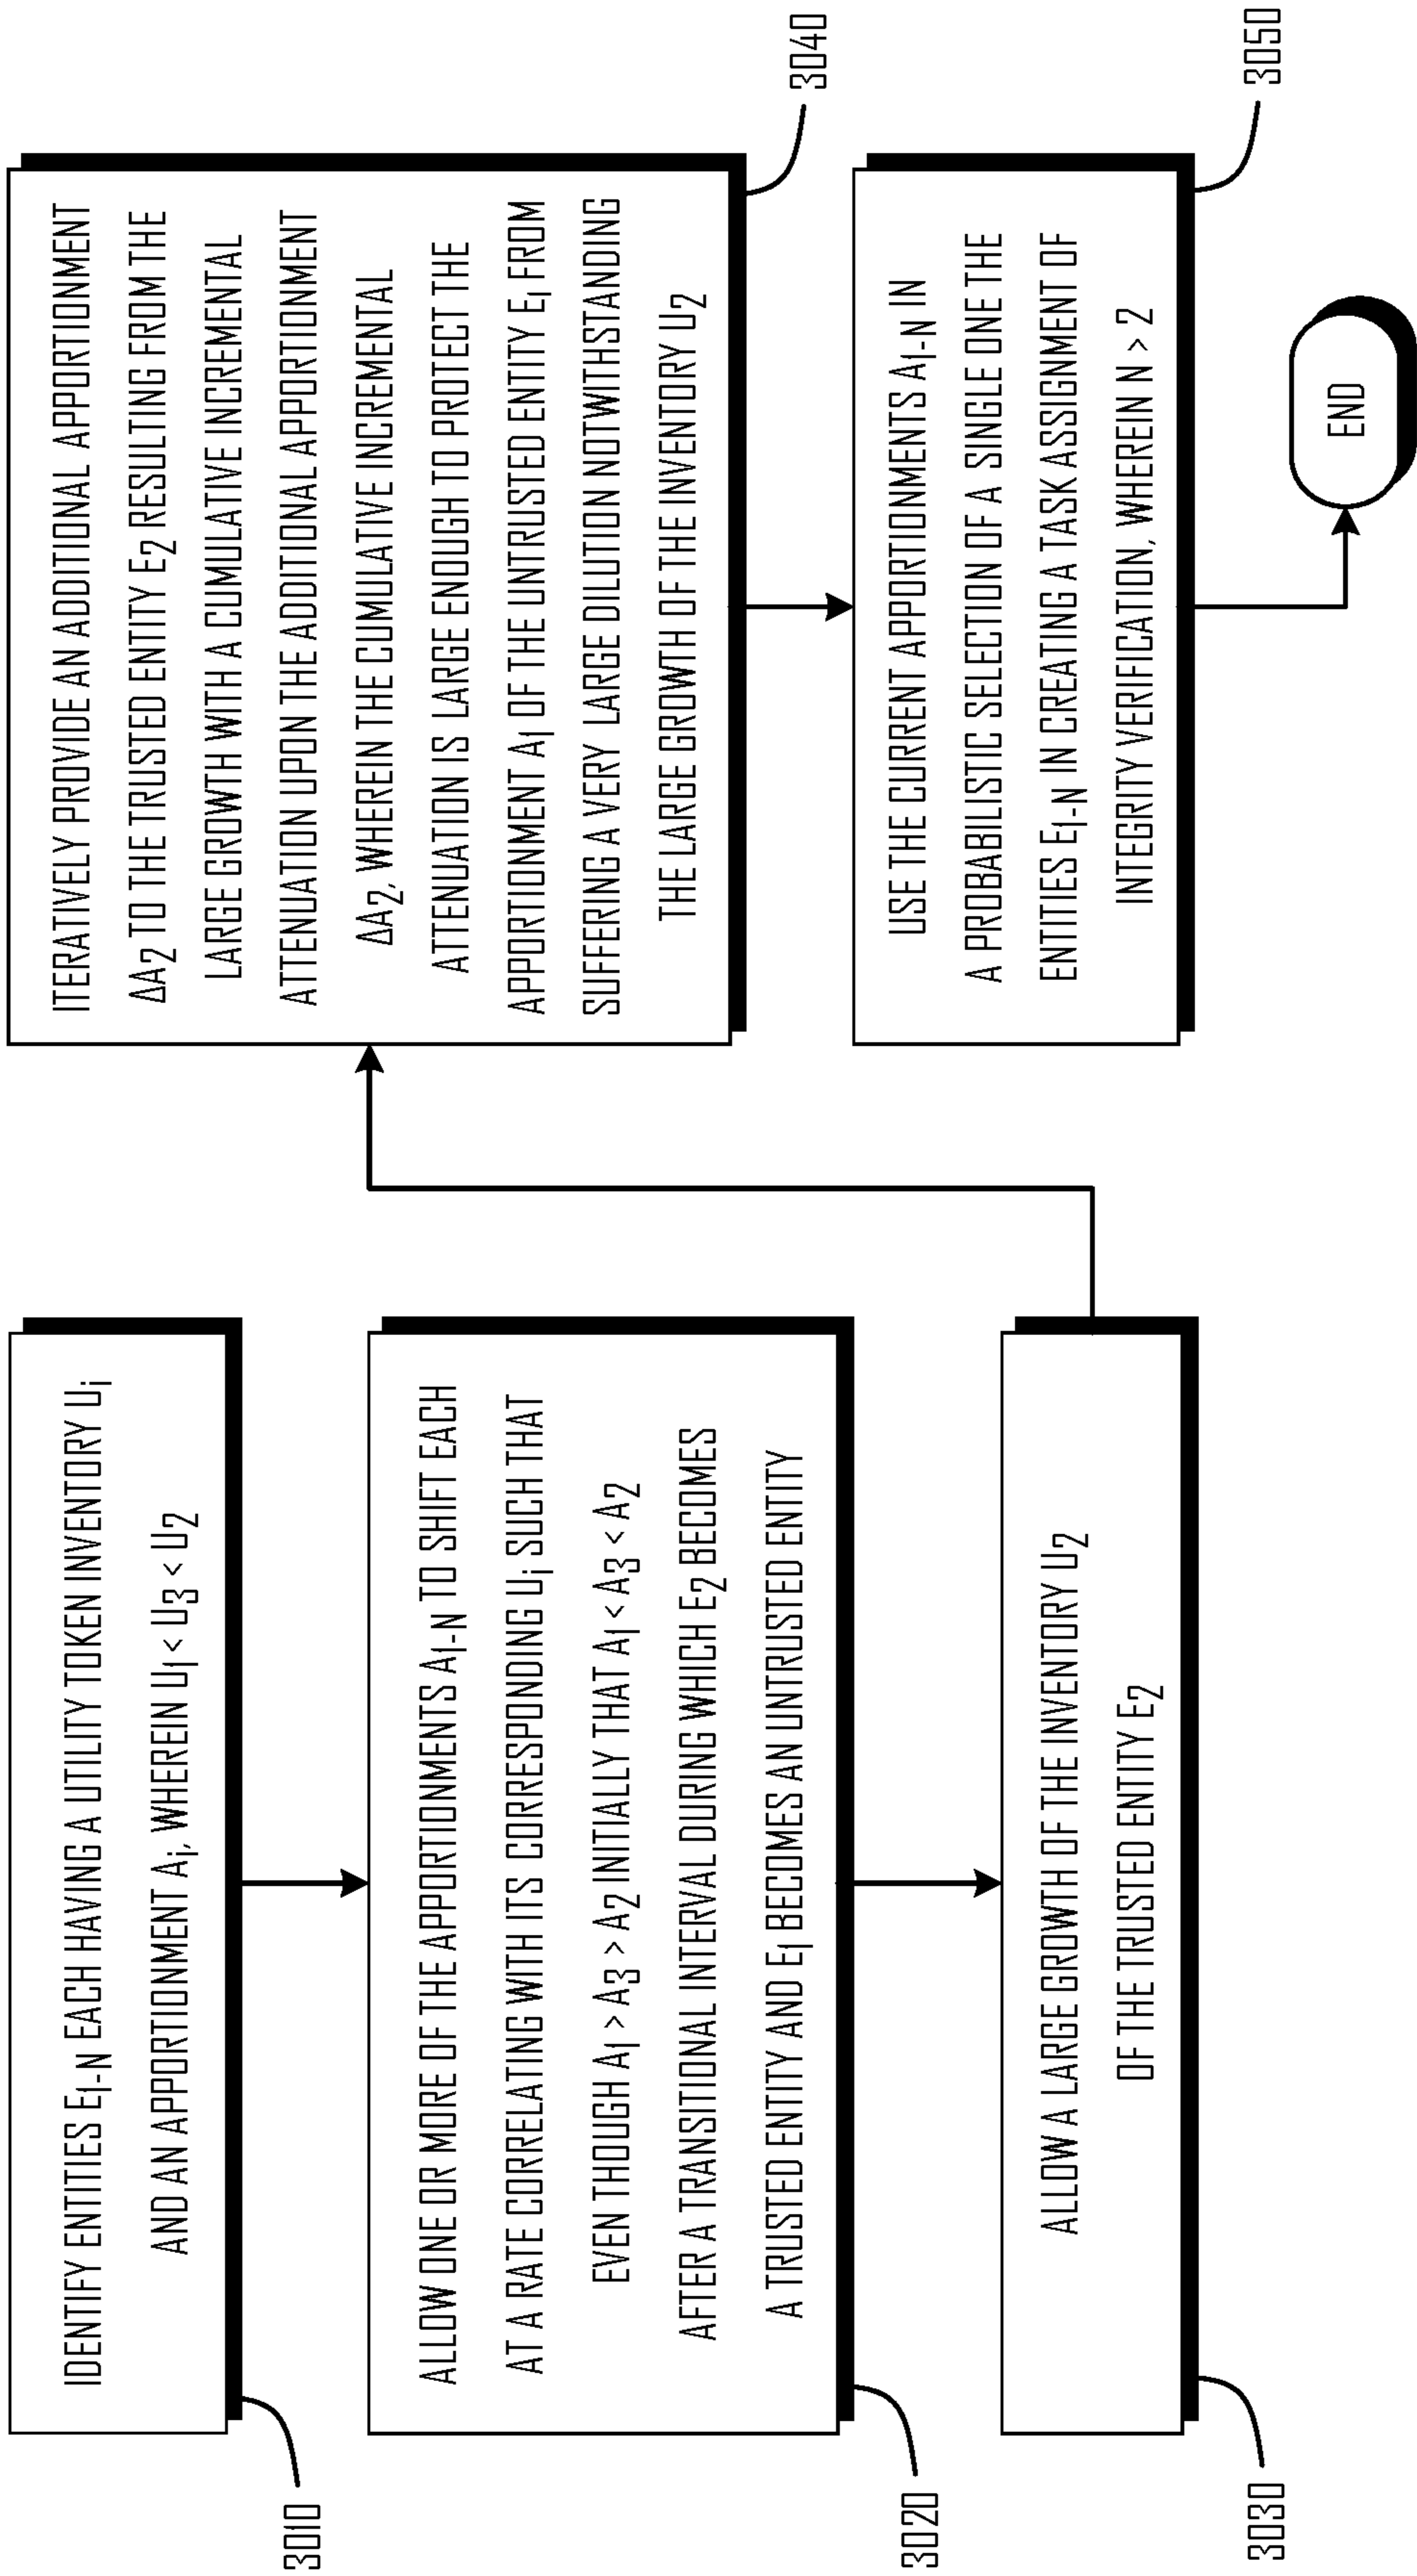 IDENTIFY ENTITIES E1-N EACH HAVING A UTILITY TOKEN INVENTORY Ui
AND AN APPORTIONMENT Ai, WHEREIN U1 < U3 < U2
3010
ALLOW ONE OR MORE OF THE APPORTIONMENTS A1-N TO SHIFT EACH
AT A RATE CORRELATING WITH ITS CORRESPONDING Ui SUCH THAT
EVEN THOUGH A1 > A3 > A2 INITIALLY THAT A1 < A3 < A2
AFTER A TRANSITIONAL INTERVAL DURING WHICH E2 BECOMES
A TRUSTED ENTITY AND E1 BECOMES AN UNTRUSTED ENTITY
3020
ALLOW A LARGE GROWTH OF THE INVENTORY U2
OF THE TRUSTED ENTITY E2
3030
ITERATIVELY PROVIDE AN ADDITIONAL APPORTIONMENT
ΔA2 TO THE TRUSTED ENTITY E2 RESULTING FROM THE
LARGE GROWTH WITH A CUMULATIVE INCREMENTAL
ATTENUATION UPON THE ADDITIONAL APPORTIONMENT
ΔA2, WHEREIN THE CUMULATIVE INCREMENTAL
ATTENUATION IS LARGE ENOUGH TO PROTECT THE
APPORTIONMENT A1 OF THE UNTRUSTED ENTITY E1 FROM
SUFFERING A VERY LARGE DILUTION NOTWITHSTANDING
THE LARGE GROWTH OF THE INVENTORY U2
3040
USE THE CURRENT APPORTIONMENTS A1-N IN
A PROBABILISTIC SELECTION OF A SINGLE ONE THE
ENTITIES E1-N IN CREATING A TASK ASSIGNMENT OF
INTEGRITY VERIFICATION, WHEREIN N > 2
3050
END